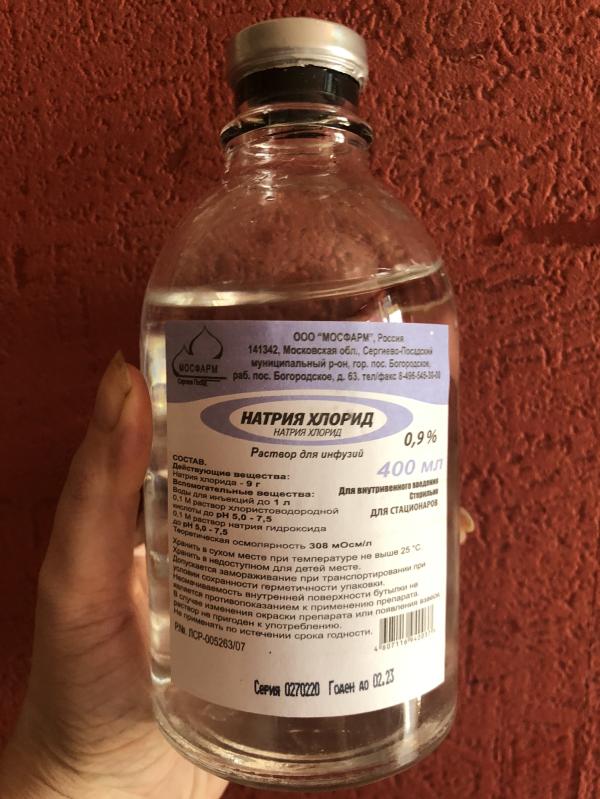 ООО "МОСФАРМ", Россия
141342, Московская обл., Сергиево-Посадский
муниципальный р-он, гор. пос. Богородское,
раб. пос. Богородское, д. 63. тел/факс 8-496-545-30-00
МОСФАРМ
Сергиев Посад
НАТРИЯ ХЛОРИД
НАТРИЯ ХЛОРИД
0,9%
Раствор для инфузий
400 мл
Для внутривенного введения
Стерильно
ДЛЯ СТАЦИОНАРОВ
СОСТАВ.
Действующие вещества:
Натрия хлорида - 9 г
Вспомогательные вещества:
Воды для инъекций до 1 л
0,1 М раствор хлористоводородной
кислоты до рН 5,0 - 7,5
0,1 М раствор натрия гидроксида
до рН 5,0 - 7,5
Теоретическая осмолярность 308 мОсм/л
Хранить в сухом месте при температуре не выше 25 °С
Хранить в недоступном для детей месте.
Допускается замораживание при транспортировании при
условии сохранности герметичности упаковки.
Несмачиваемость внутренней поверхности бутылки не
является противопоказанием к применению препарата.
В случае изменения окраски препарата или появления взвеси
раствор не пригоден к употреблению.
Не применять по истечении срока годности.
Р.№. ЛСР-005263/07
Серия 0270220 Годен до 02.23